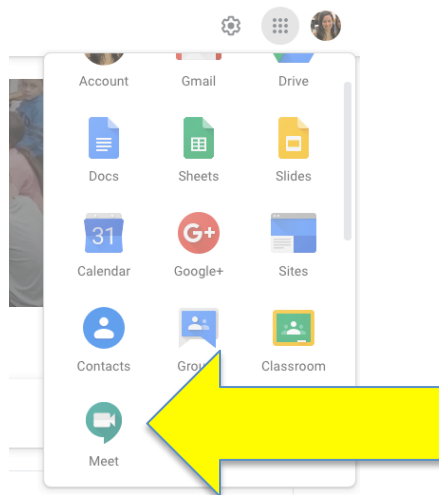 Account Gmail Drive
Docs Sheets Slides
31
G+
Calendar Google+ Sites
Contacts Classroom
Meet